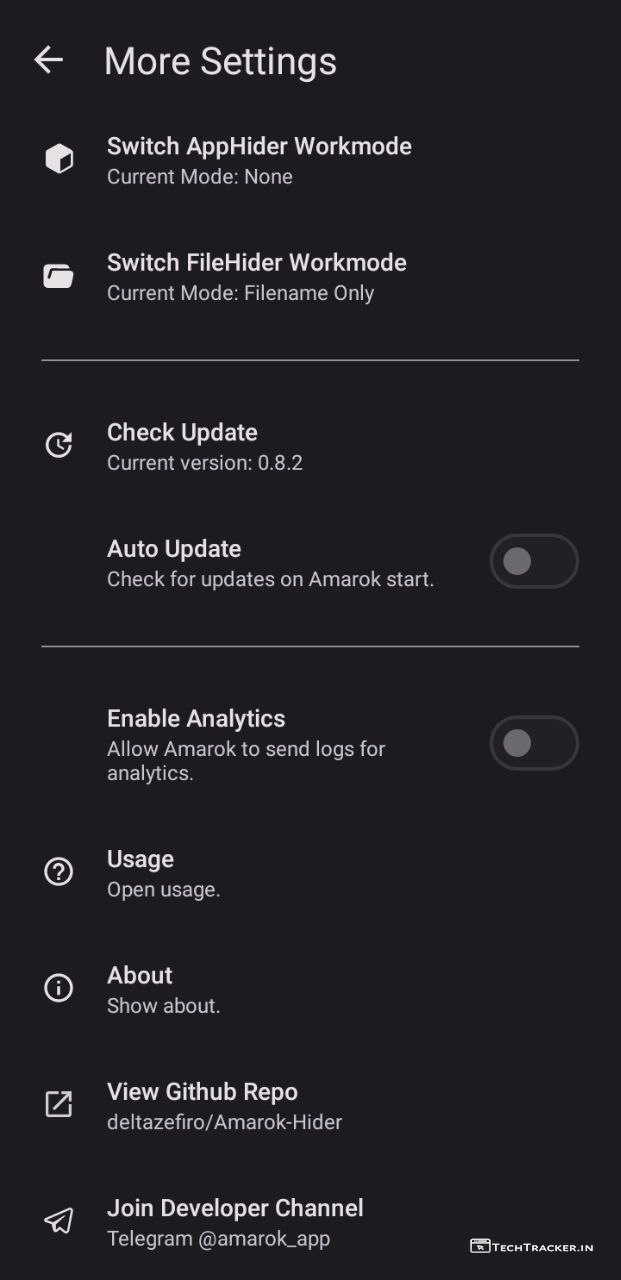 More Settings
Switch AppHider Workmode
Current Mode: None
Switch FileHider Workmode
Current Mode: Filename Only
Check Update
Current version: 0.8.2
Auto Update
Check for updates on Amarok start.
Enable Analytics
Allow Amarok to send logs for
analytics.
Usage
Open usage.
About
Show about.
View Github Repo
deltazefiro/Amarok-Hider
Join Developer Channel
Telegram @amarok_app
TECHTRACKER.IN